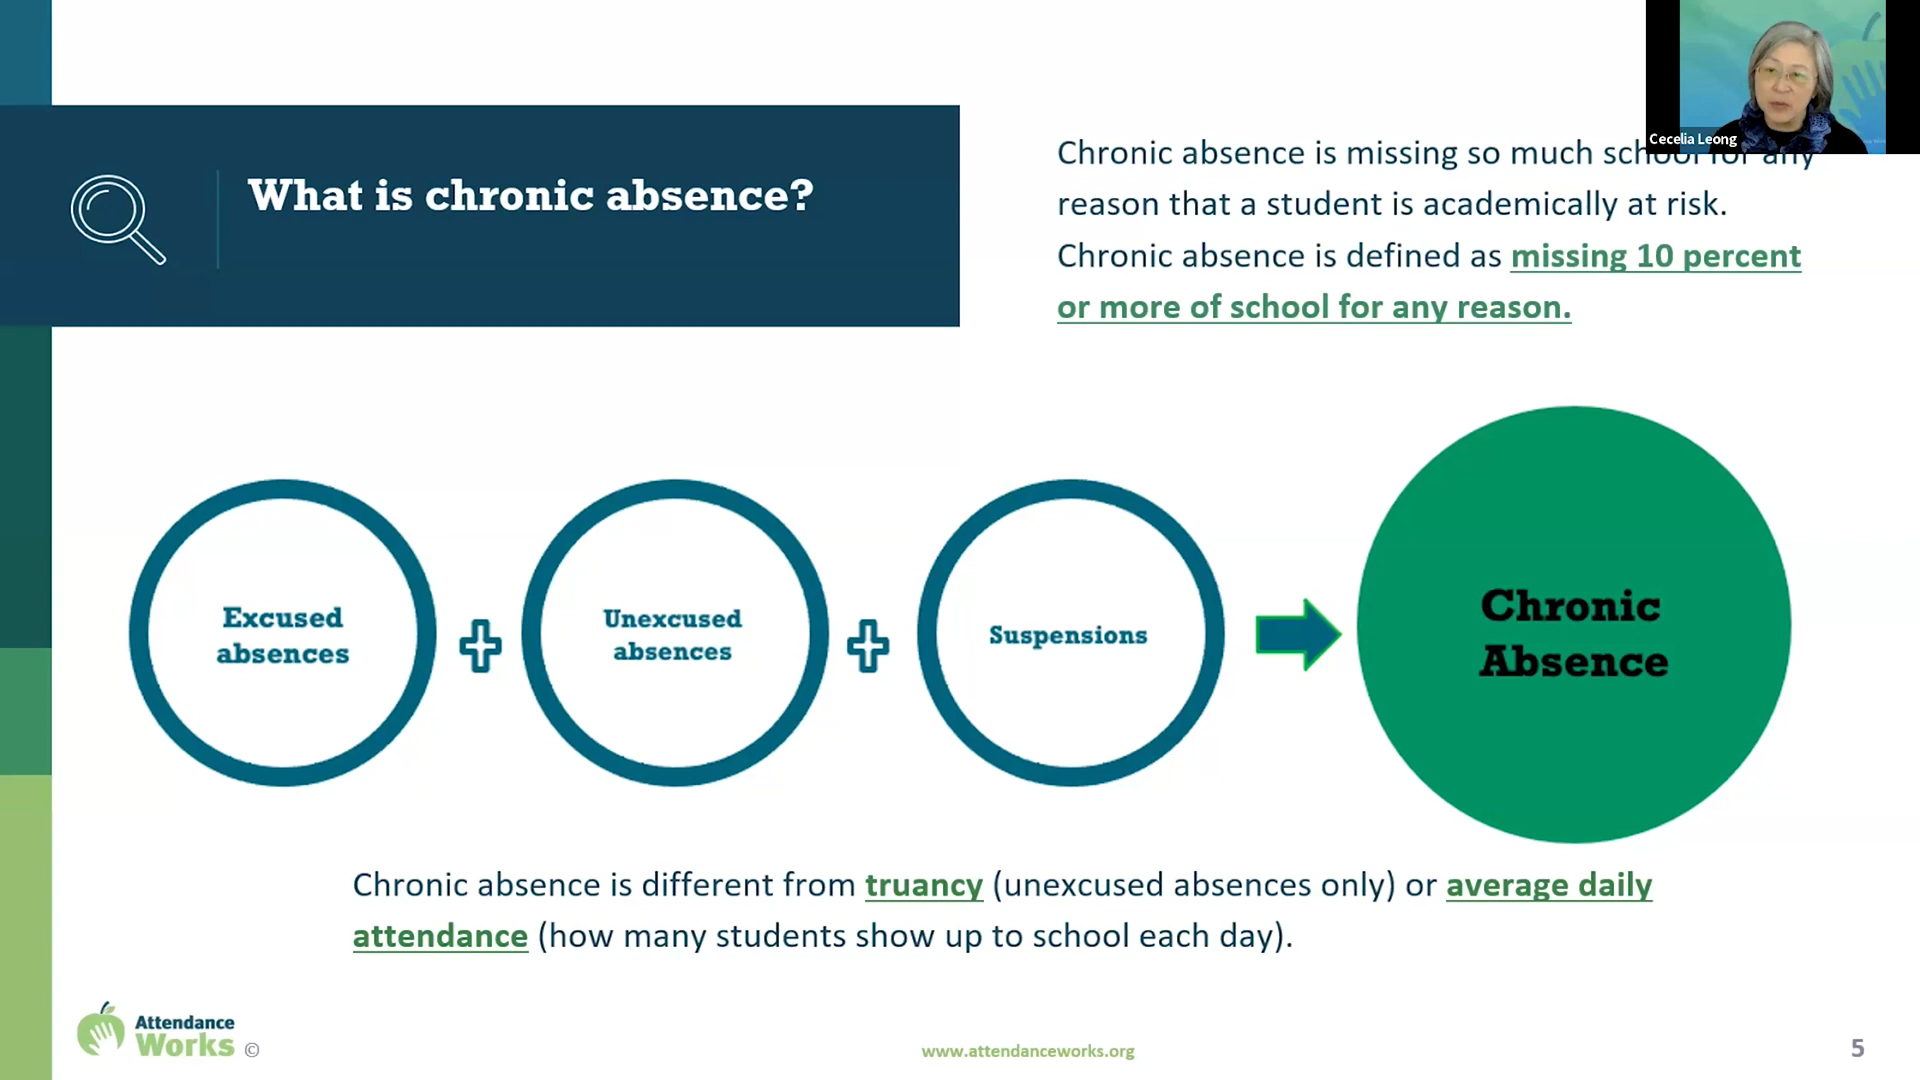 Cecelia Leong
What is chronic absence?
Chronic absence is missing so much school for any
reason that a student is academically at risk.
Chronic absence is defined as missing 10 percent
or more of school for any reason.
Excused
absences
Unexcused
absences
Suspensions
Chronic
Absence
Chronic absence is different from truancy (unexcused absences only) or average daily
attendance (how many students show up to school each day).
Attendance
Works ©
www.attendanceworks.org
5